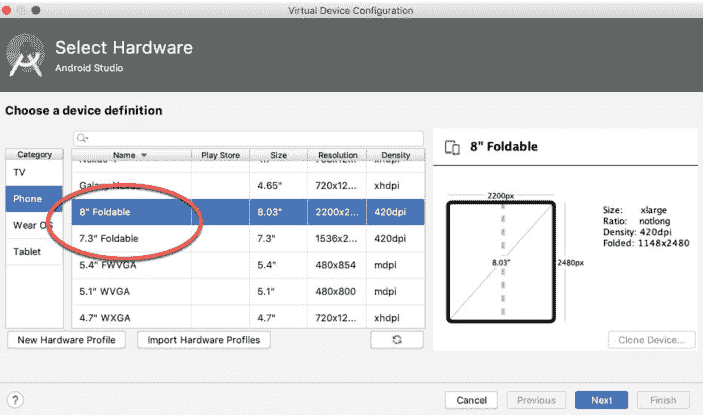 Virtual Device Configuration
Select Hardware
Android Studio
Choose a device definition
Category
TV
Phone
Wear OS
Tablet
Name Play Store Size Resolution Density
Galaxy Nexus 4.65" 720x12... xhdpi
8" Foldable 8.03" 2200x2... 420dpi
7.3" Foldable 7.3" 1536x2... 420dpi
5.4" FWVGA 5.4" 480x854 mdpi
5.1" WVGA 5.1" 480x800 mdpi
4.7" WXGA 4.7" 720x12... xhdpi
New Hardware Profile
Import Hardware Profiles
8" Foldable
2200px
8.03"
2480px
Size: xlarge
Ratio: notlong
Density: 420dpi
Folded: 1148x2480
Clone Device...
?
Cancel
Previous
Next
Finish